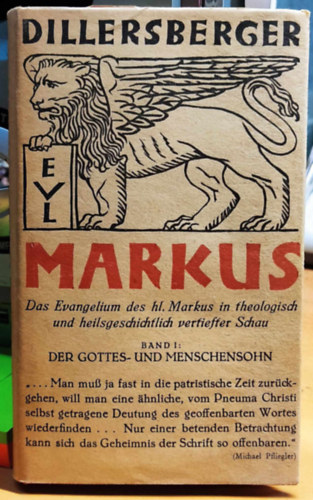 DILLERSBERGER
EVL
MARKUS
Das Evangelium des hl. Markus in theologisch
und heilsgeschichtlich vertiefter Schau
BAND I:
DER GOTTES- UND MENSCHENSOHN
„... Man muß ja fast in die patristische Zeit zurück-
gehen, will man eine ähnliche, vom Pneuma Christi
selbst getragene Deutung des geoffenbarten Wortes
wiederfinden ... Nur einer betenden Betrachtung
kann sich das Geheimnis der Schrift so offenbaren.“
(Michael Pfliegler)